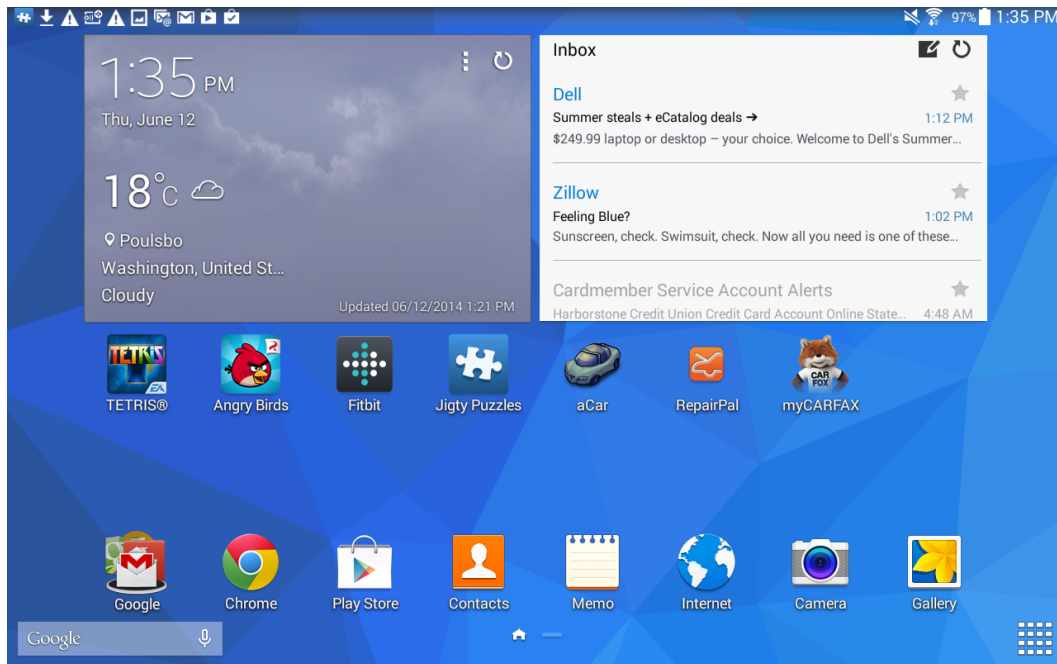 97% 1:35 PM
1:35 PM
Thu, June 12
18°C
Poulsbo
Washington, United St...
Cloudy
Updated 06/12/2014 1:21 PM
Inbox
Dell
Summer steals + eCatalog deals → 1:12 PM
$249.99 laptop or desktop – your choice. Welcome to Dell's Summer...
Zillow
Feeling Blue? 1:02 PM
Sunscreen, check. Swimsuit, check. Now all you need is one of these...
Cardmember Service Account Alerts
Harborstone Credit Union Credit Card Account Online State... 4:48 AM
TETRIS
EA
CAR
FOX
TETRIS® Angry Birds Fitbit Jigty Puzzles aCar RepairPal myCARFAX
Google Chrome Play Store Contacts Memo Internet Camera Gallery
Google